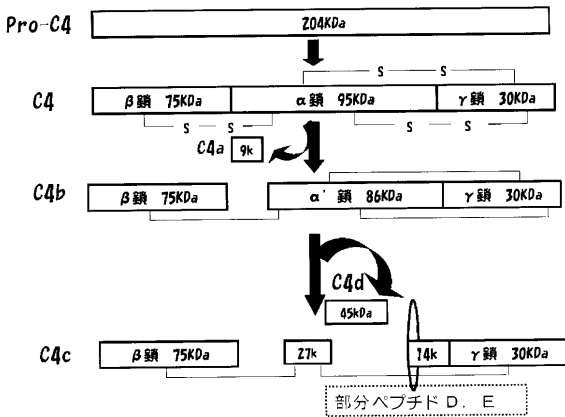 Pro-C4
204KDa
S S
C4
β鎖 75KDa
α鎖 95KDa
γ鎖 30KDa
S S
S S
C4a
9k
C4b
β鎖 75KDa
α' 鎖 86KDa
γ鎖 30KDa
C4d
45kDa
C4c
β鎖 75KDa
27k
14k
γ鎖 30KDa
部分ペプチド D. E